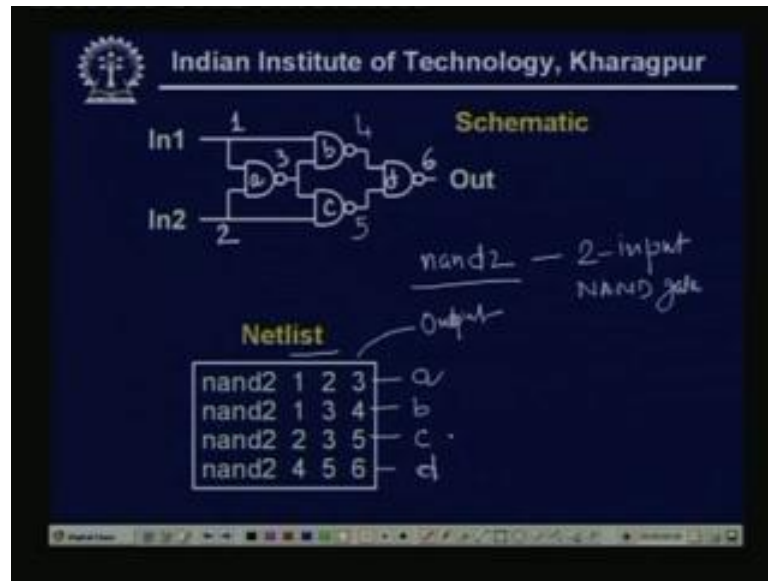 Indian Institute of Technology, Kharagpur
Schematic
In1 1 4
a 3 b d 6 Out
In2 2 c 5
nand2 — 2-input
NAND gate
Output
Netlist
nand2 1 2 3 — a
nand2 1 3 4 — b
nand2 2 3 5 — c
nand2 4 5 6 — d